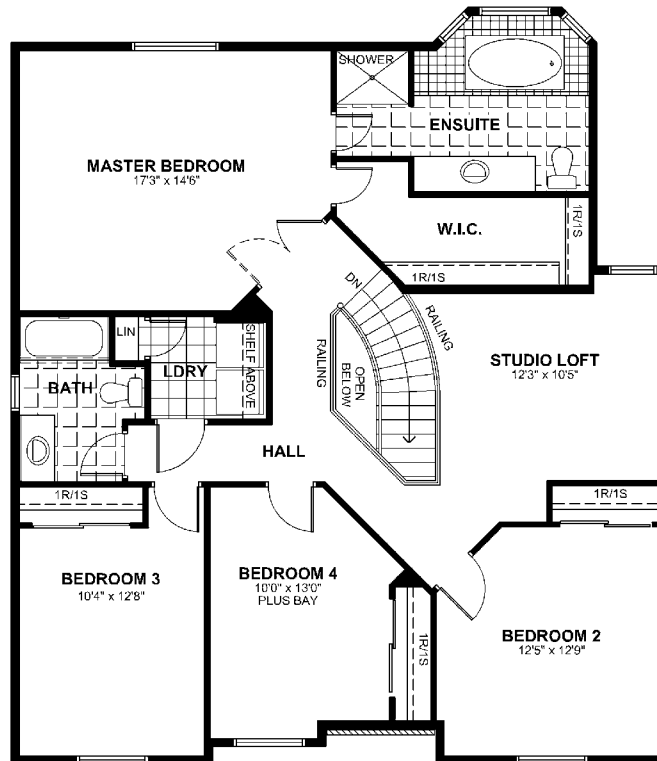 SHOWER
ENSUITE
MASTER BEDROOM
17'3" x 14'6"
1R/1S
W.I.C.
1R/1S
DN
RAILING
LIN
SHELF ABOVE
LDRY
RAILING
OPEN
BELOW
STUDIO LOFT
12'3" x 10'5"
BATH
HALL
1R/1S
1R/1S
BEDROOM 3
10'4" x 12'8"
BEDROOM 4
10'0" x 13'0"
PLUS BAY
1R/1S
BEDROOM 2
12'5" x 12'9"